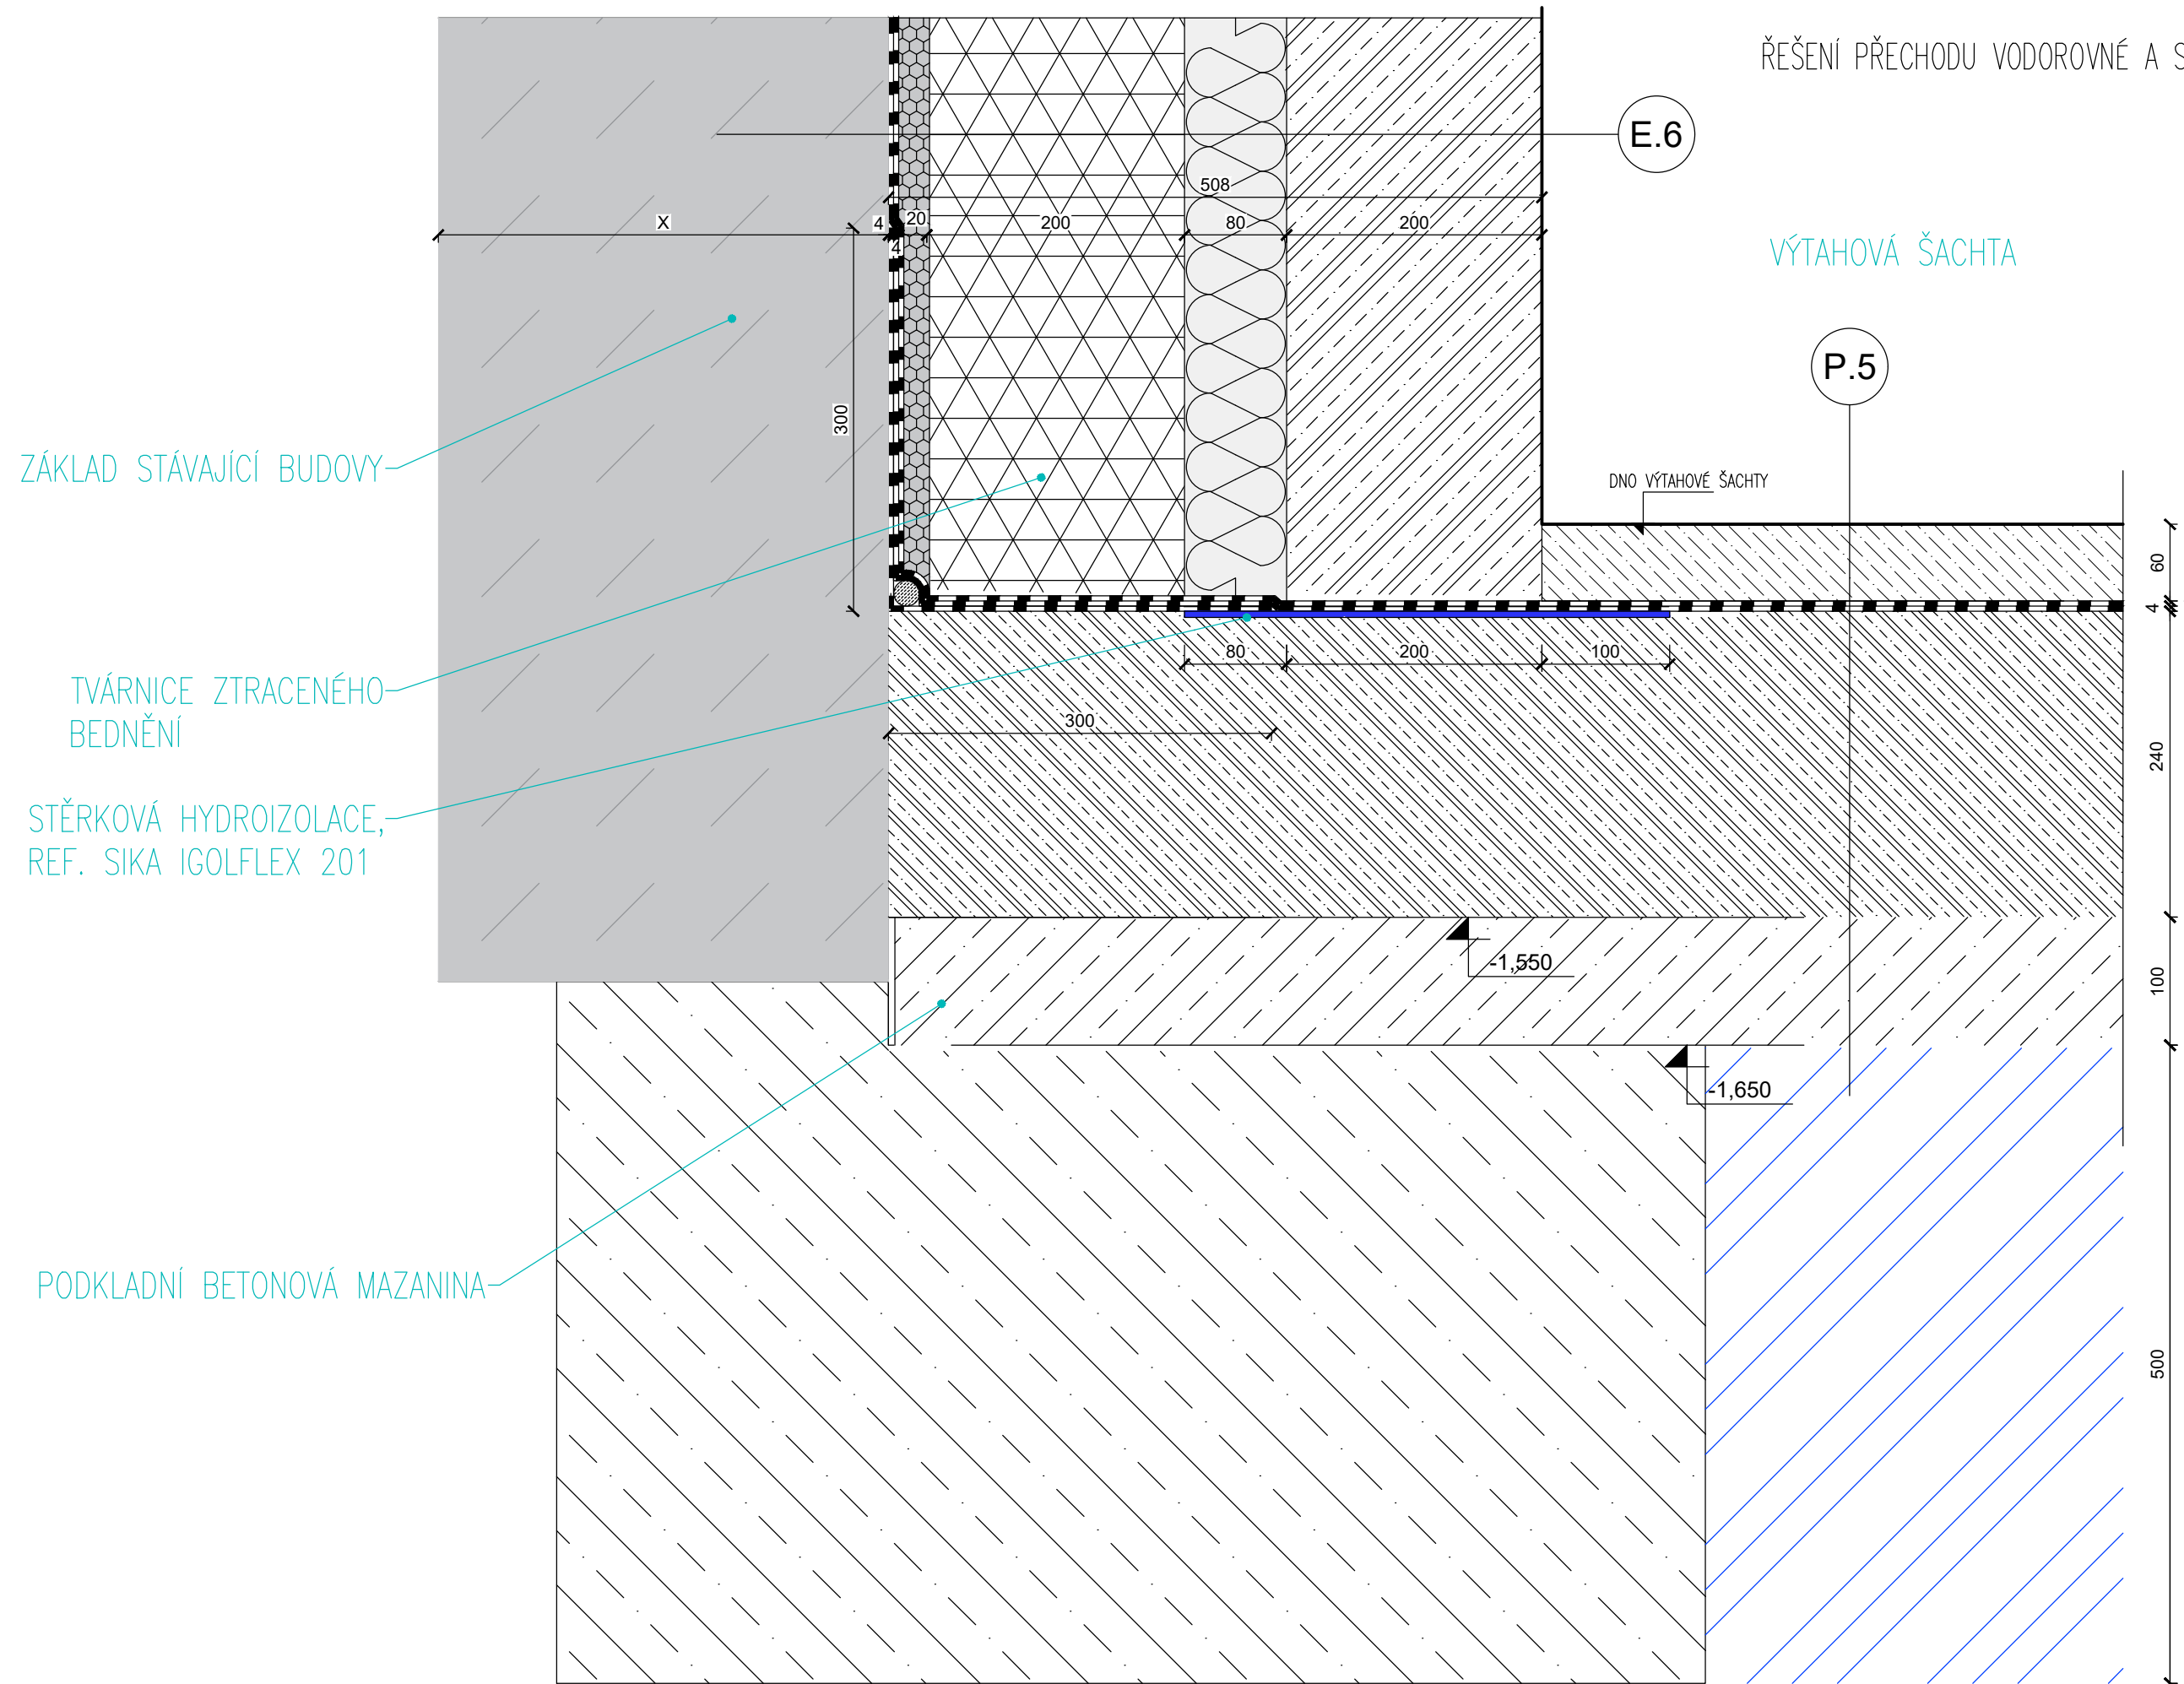 ŘEŠENÍ PŘECHODU VODOROVNÉ A S
E.6
508
X
4
20
200
80
200
4
VÝTAHOVÁ ŠACHTA
P.5
300
ZÁKLAD STÁVAJÍCÍ BUDOVY
DNO VÝTAHOVÉ ŠACHTY
60
4
80
200
100
TVÁRNICE ZTRACENÉHO
BEDNĚNÍ
300
240
STĚRKOVÁ HYDROIZOLACE,
REF. SIKA IGOLFLEX 201
-1,550
100
-1,650
PODKLADNÍ BETONOVÁ MAZANINA
500